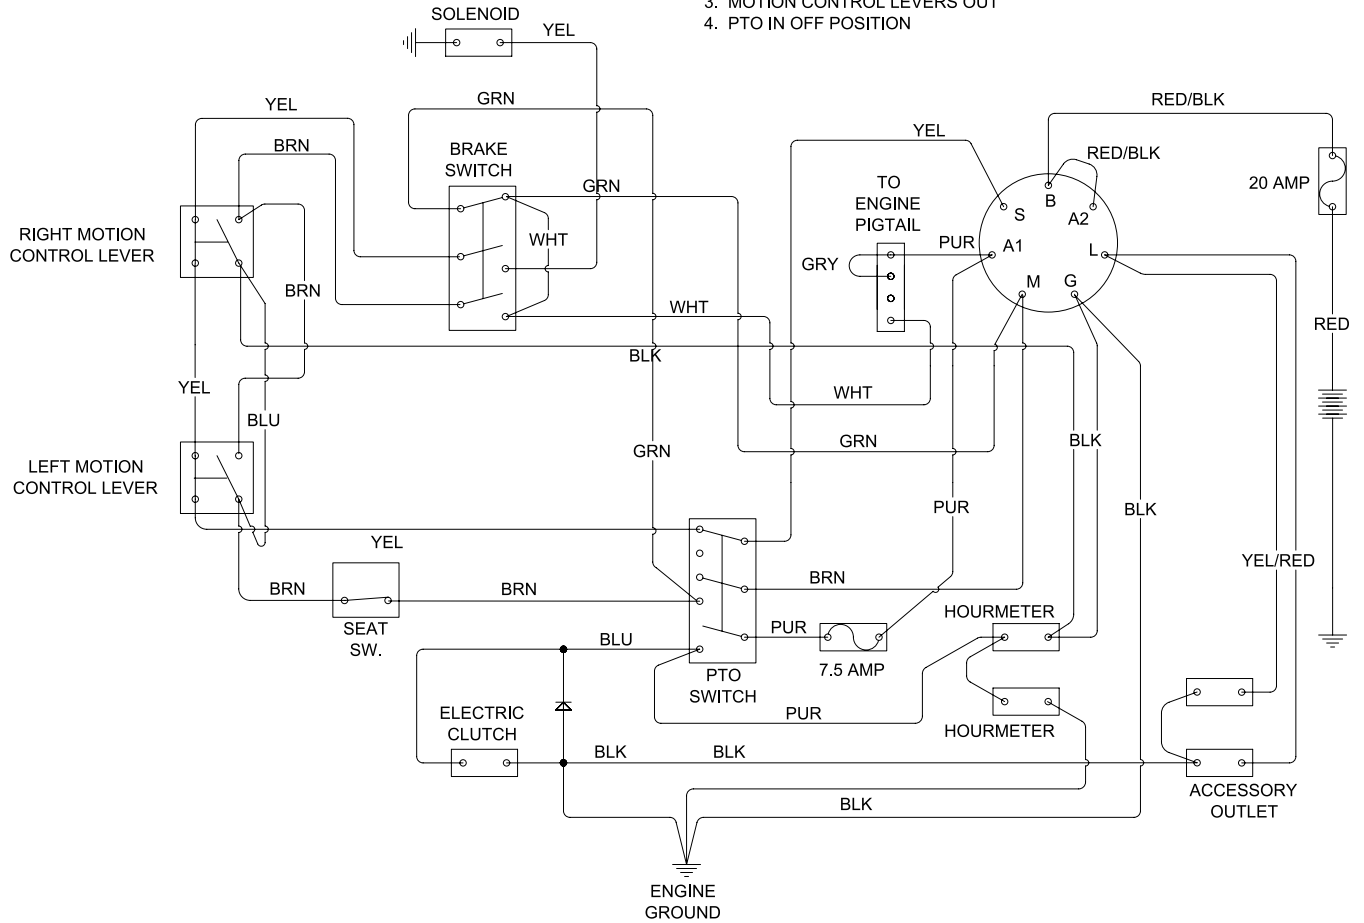 3. MOTION CONTROL LEVERS OUT
4. PTO IN OFF POSITION
SOLENOID
YEL
GRN
YEL
BRN
BRAKE
SWITCH
GRN
WHT
YEL
RED/BLK
RED/BLK
TO
ENGINE
PIGTAIL
20 AMP
B
S
A2
A1
L
M
G
PUR
GRY
RIGHT MOTION
CONTROL LEVER
BRN
WHT
RED
BLK
YEL
WHT
BLU
GRN
GRN
BLK
LEFT MOTION
CONTROL LEVER
PUR
BLK
YEL
YEL/RED
BRN
BRN
BRN
SEAT
SW.
HOURMETER
BLU
PUR
7.5 AMP
PTO
SWITCH
PUR
HOURMETER
ELECTRIC
CLUTCH
BLK
BLK
ACCESSORY
OUTLET
BLK
ENGINE
GROUND